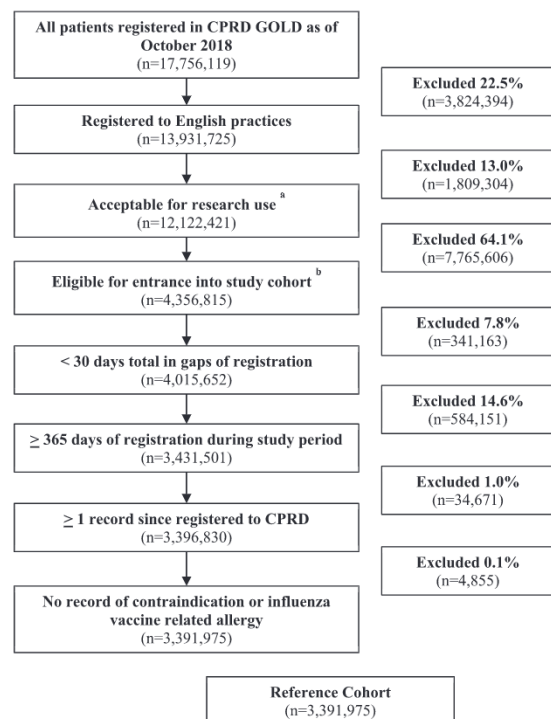 All patients registered in CPRD GOLD as of
October 2018
(n=17,756,119)
Excluded 22.5%
(n=3,824,394)
Registered to English practices
(n=13,931,725)
Excluded 13.0%
(n=1,809,304)
Acceptable for research use a
(n=12,122,421)
Excluded 64.1%
(n=7,765,606)
Eligible for entrance into study cohort b
(n=4,356,815)
Excluded 7.8%
(n=341,163)
< 30 days total in gaps of registration
(n=4,015,652)
Excluded 14.6%
(n=584,151)
≥ 365 days of registration during study period
(n=3,431,501)
Excluded 1.0%
(n=34,671)
≥ 1 record since registered to CPRD
(n=3,396,830)
Excluded 0.1%
(n=4,855)
No record of contraindication or influenza
vaccine related allergy
(n=3,391,975)
Reference Cohort
(n=3,391,975)